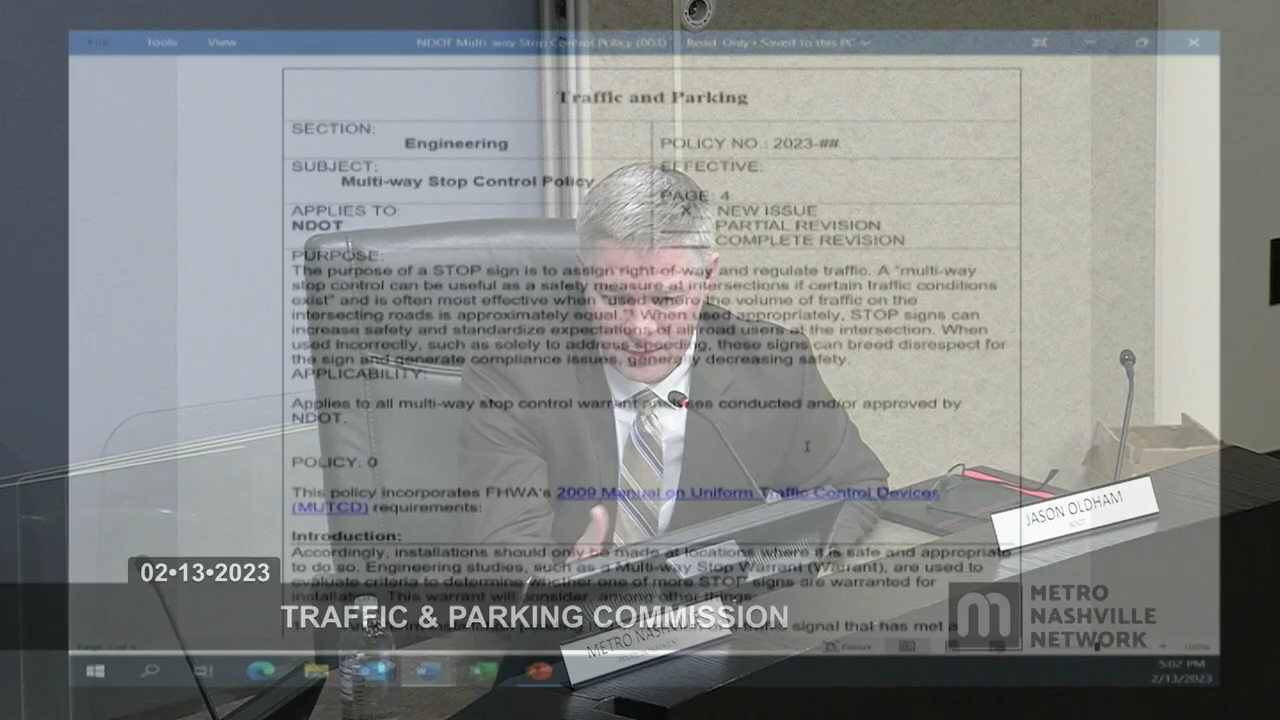 File Tools View NDOT Multi-way Stop Control Policy (003) Read-Only • Saved to this PC
Traffic and Parking
SECTION:
Engineering
POLICY NO.: 2023-##
SUBJECT:
Multi-way Stop Control Policy
EFFECTIVE:
PAGE: 4
APPLIES TO:
NDOT
X NEW ISSUE
PARTIAL REVISION
COMPLETE REVISION
PURPOSE:
The purpose of a STOP sign is to assign right-of-way and regulate traffic. A "multi-way
stop control can be useful as a safety measure at intersections if certain traffic conditions
exist" and is often most effective when used where the volume of traffic on the
intersecting roads is approximately equal." When used appropriately, STOP signs can
increase safety and standardize expectations of all road users at the intersection. When
used incorrectly, such as solely to address speeding, these signs can breed disrespect for
the sign and generate compliance issues, generally decreasing safety.
APPLICABILITY:
Applies to all multi-way stop control warrant analyses conducted and/or approved by
NDOT.
POLICY: 0
This policy incorporates FHWA's 2009 Manual on Uniform Traffic Control Devices
(MUTCD) requirements:
Introduction:
Accordingly, installations should only be made at locations where it is safe and appropriate
to do so. Engineering studies, such as a Multi-way Stop Warrant (Warrant), are used to
evaluate criteria to determine whether one of more STOP signs are warranted for
installation. This warrant will consider, among other things:
signal that has met a
JASON OLDHAM
NDOT
02•13•2023
TRAFFIC & PARKING COMMISSION
METRO
NASHVILLE
NETWORK
METRO
Focus
100%
5:02 PM
2/13/2023